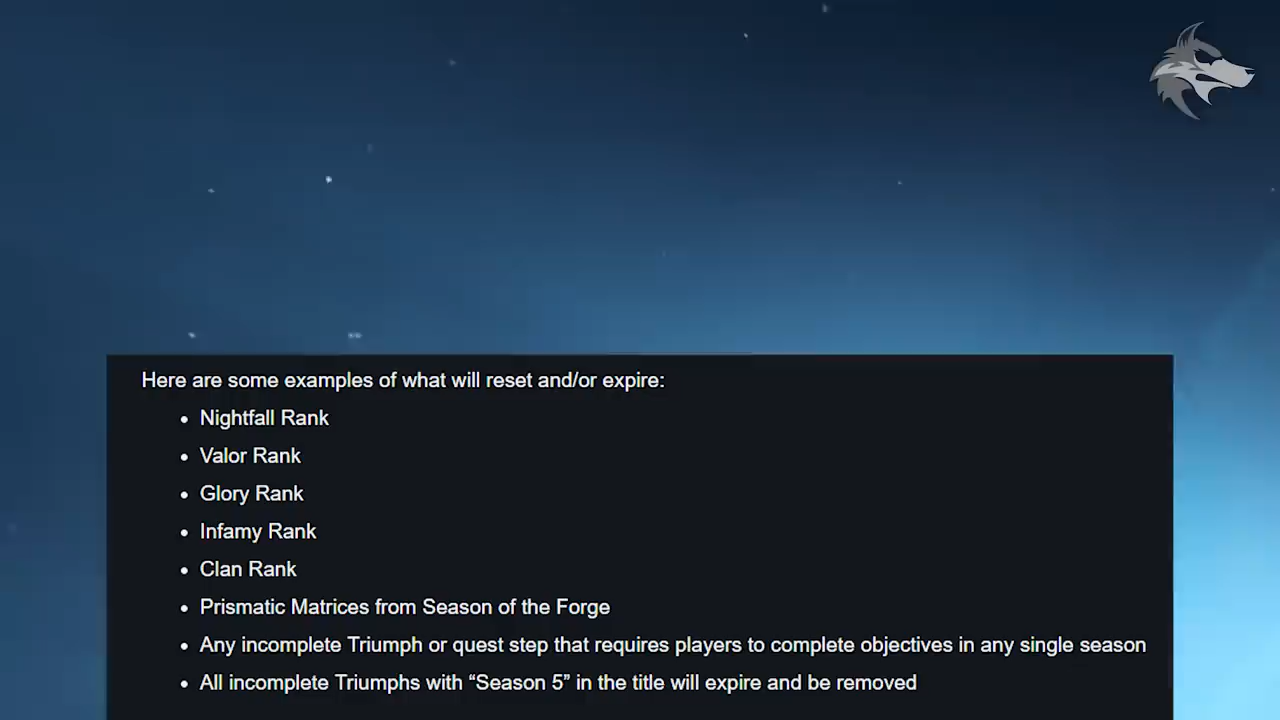 Here are some examples of what will reset and/or expire:
• Nightfall Rank
• Valor Rank
• Glory Rank
• Infamy Rank
• Clan Rank
• Prismatic Matrices from Season of the Forge
• Any incomplete Triumph or quest step that requires players to complete objectives in any single season
• All incomplete Triumphs with “Season 5” in the title will expire and be removed